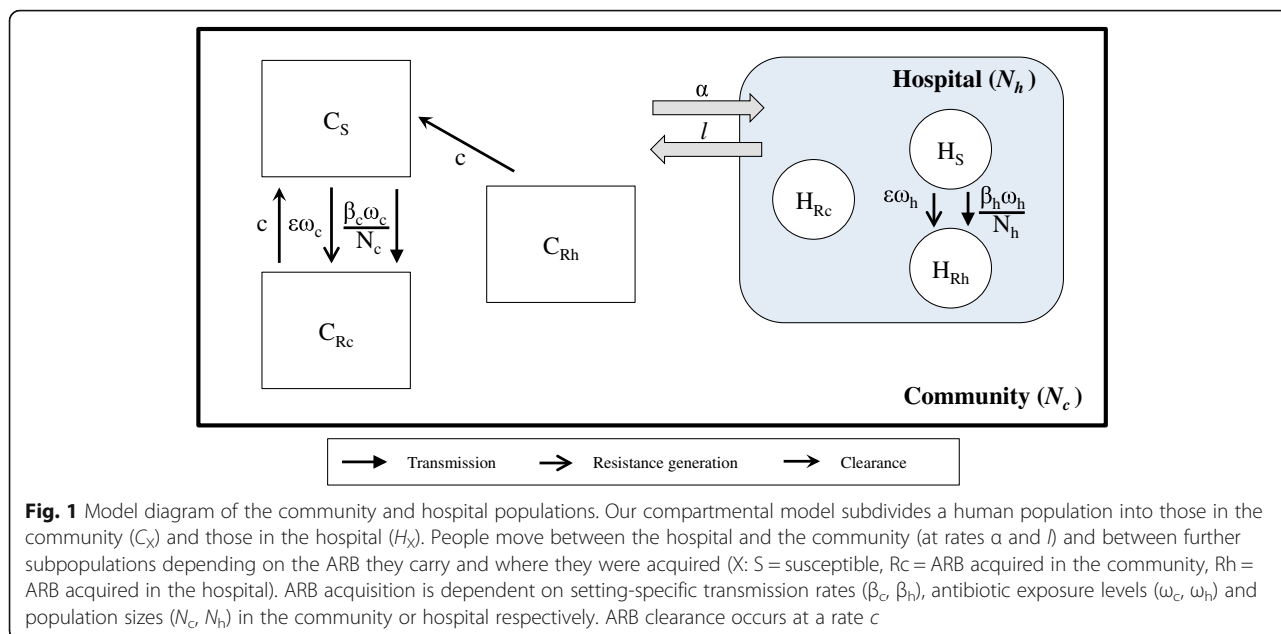 Hospital (N_h)
α
l
C_S
c
H_S
H_Rc
εω_h
β_hω_h
N_h
c
εω_c
β_cω_c
N_c
C_Rh
H_Rh
C_Rc
Community (N_c)
Transmission
Resistance generation
Clearance
Fig. 1 Model diagram of the community and hospital populations. Our compartmental model subdivides a human population into those in the
community (C_X) and those in the hospital (H_X). People move between the hospital and the community (at rates α and l) and between further
subpopulations depending on the ARB they carry and where they were acquired (X: S = susceptible, Rc = ARB acquired in the community, Rh =
ARB acquired in the hospital). ARB acquisition is dependent on setting-specific transmission rates (β_c, β_h), antibiotic exposure levels (ω_c, ω_h) and
population sizes (N_c, N_h) in the community or hospital respectively. ARB clearance occurs at a rate c